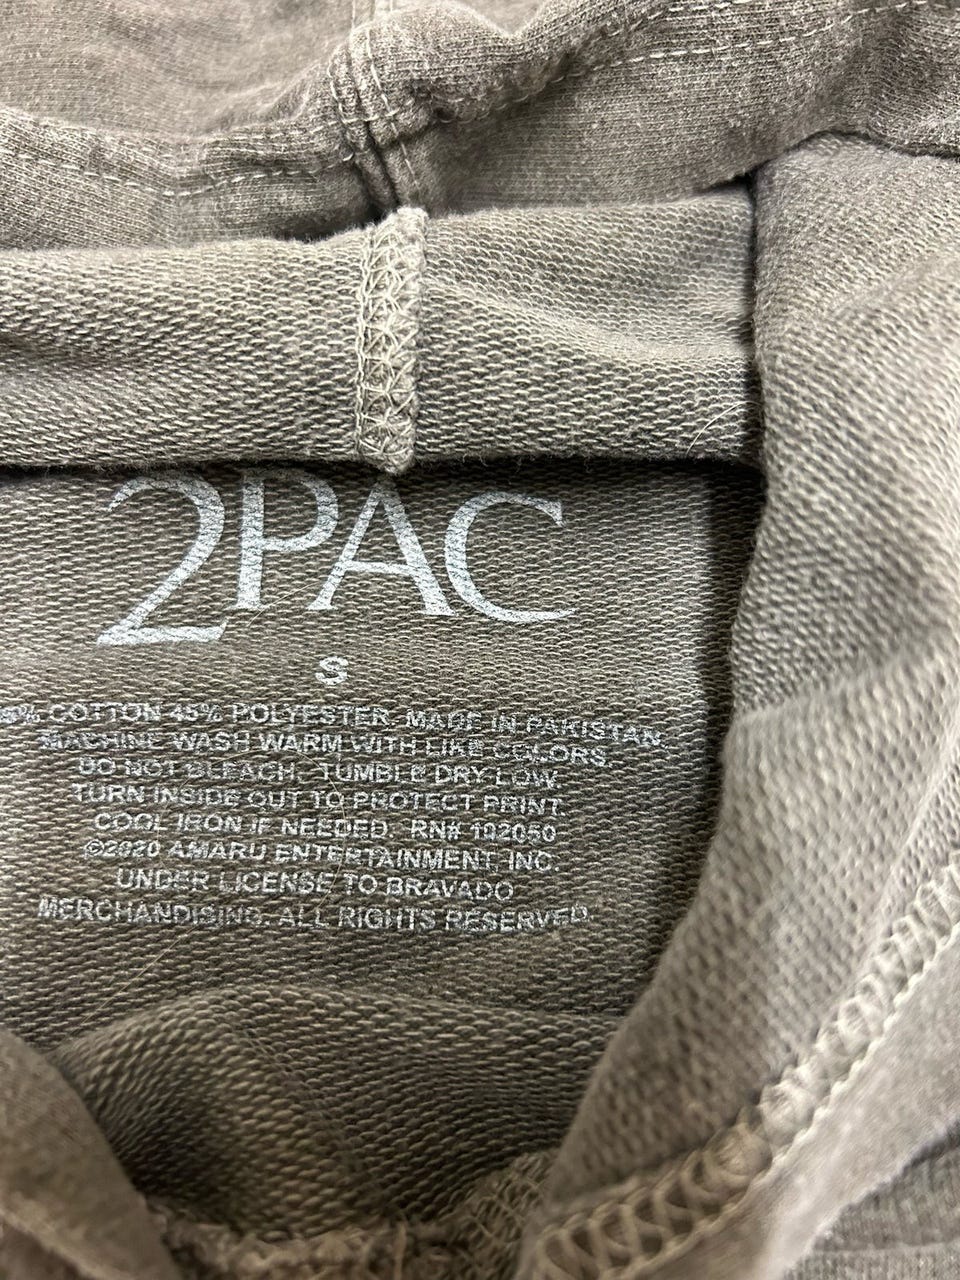 2PAC
S
% COTTON 45% POLYESTER. MADE IN PAKISTAN.
MACHINE WASH WARM WITH LIKE COLORS.
DO NOT BLEACH. TUMBLE DRY LOW.
TURN INSIDE OUT TO PROTECT PRINT.
COOL IRON IF NEEDED. RN# 102050
©2020 AMARU ENTERTAINMENT, INC.
UNDER LICENSE TO BRAVADO
MERCHANDISING. ALL RIGHTS RESERVED.